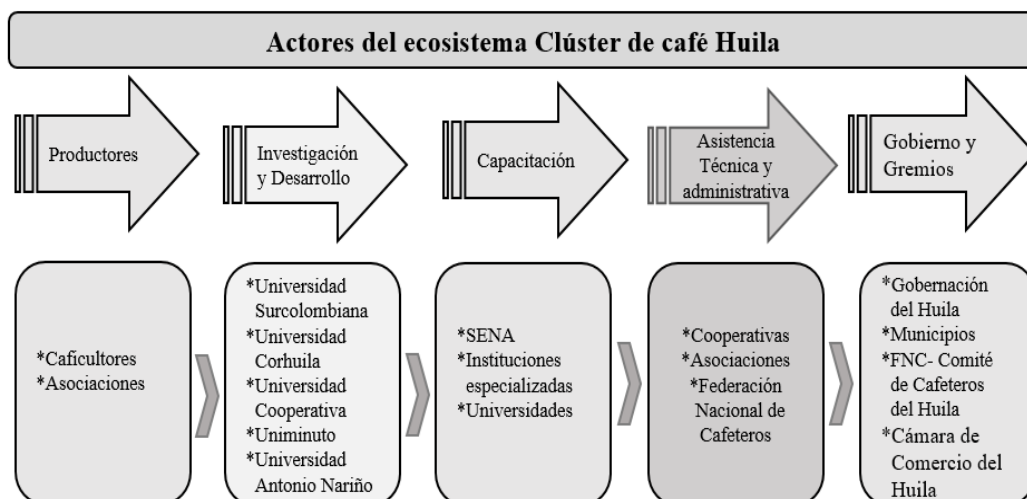 Actores del ecosistema Clúster de café Huila
Productores
Investigación
y Desarrollo
Capacitación
Asistencia
Técnica y
administrativa
Gobierno y
Gremios
*Caficultores
*Asociaciones
*Universidad
Surcolombiana
*Universidad
Corhuila
*Universidad
Cooperativa
*Uniminuto
*Universidad
Antonio Nariño
*SENA
*Instituciones
especializadas
*Universidades
*Cooperativas
*Asociaciones
*Federación
Nacional de
Cafeteros
*Gobernación
del Huila
*Municipios
*FNC- Comité
de Cafeteros
del Huila
*Cámara de
Comercio del
Huila